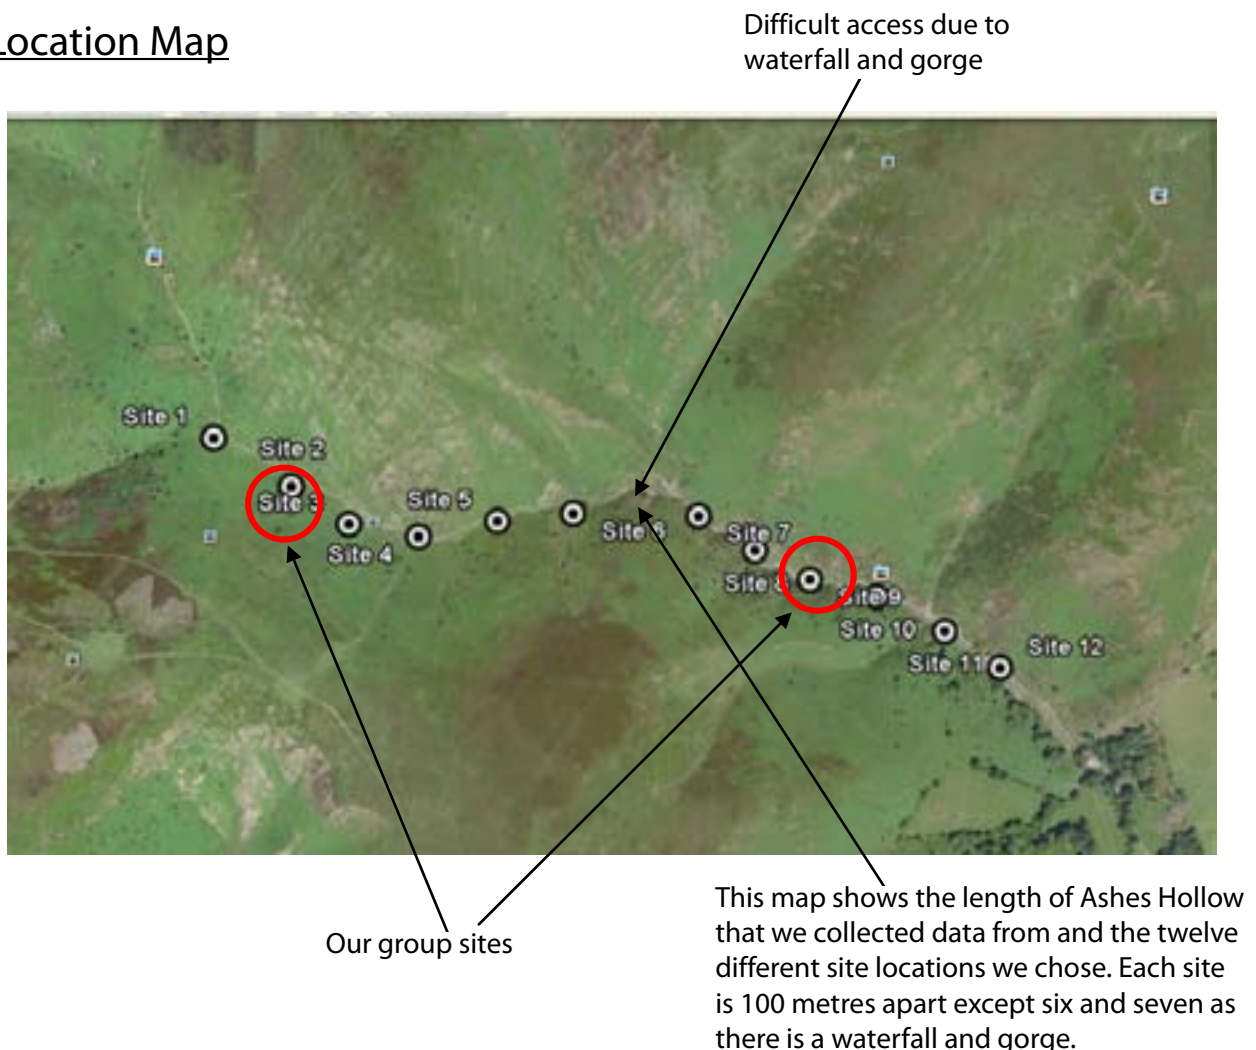 Location Map
Difficult access due to
waterfall and gorge
Site 1
Site 2
Site 3
Site 4
Site 5
Site 6
Site 7
Site 8
Site 9
Site 10
Site 11
Site 12
Our group sites
This map shows the length of Ashes Hollow
that we collected data from and the twelve
different site locations we chose. Each site
is 100 metres apart except six and seven as
there is a waterfall and gorge.